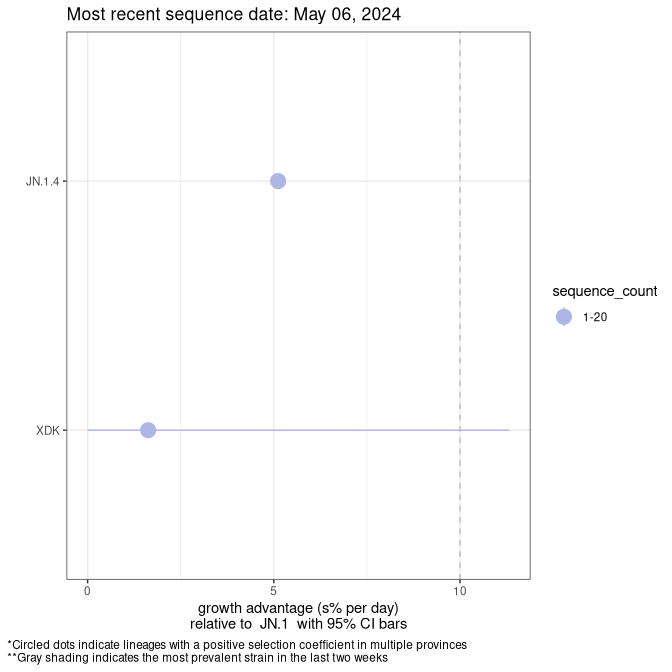 Most recent sequence date: May 06, 2024
JN.1.4
sequence_count
1-20
XDK
0
5
10
growth advantage (s% per day)
relative to JN.1 with 95% CI bars
*Circled dots indicate lineages with a positive selection coefficient in multiple provinces
**Gray shading indicates the most prevalent strain in the last two weeks